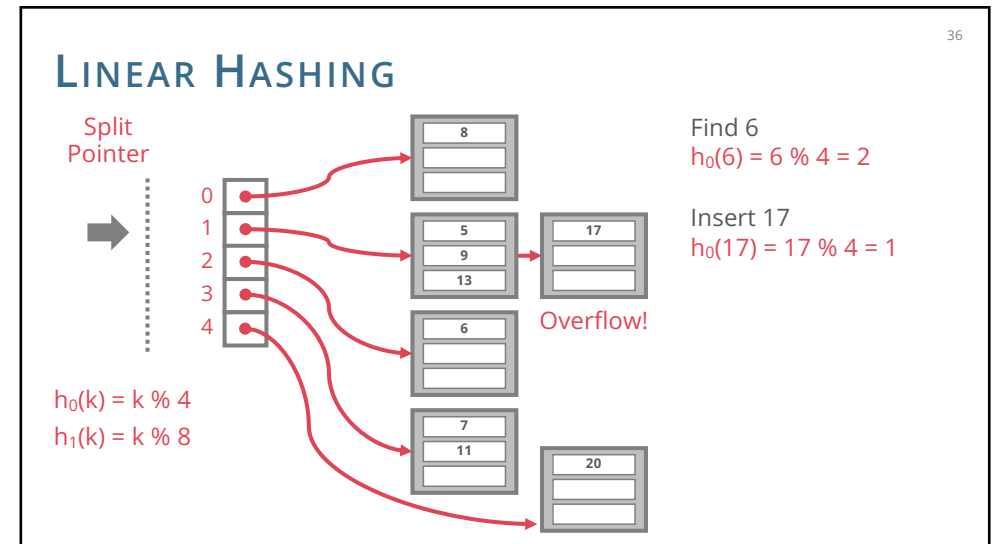 36
LINEAR HASHING
Split
Pointer
0
1
2
3
4
h₀(k) = k % 4
h₁(k) = k % 8
8
5
9
13
17
Overflow!
6
7
11
20
Find 6
h₀(6) = 6 % 4 = 2
Insert 17
h₀(17) = 17 % 4 = 1